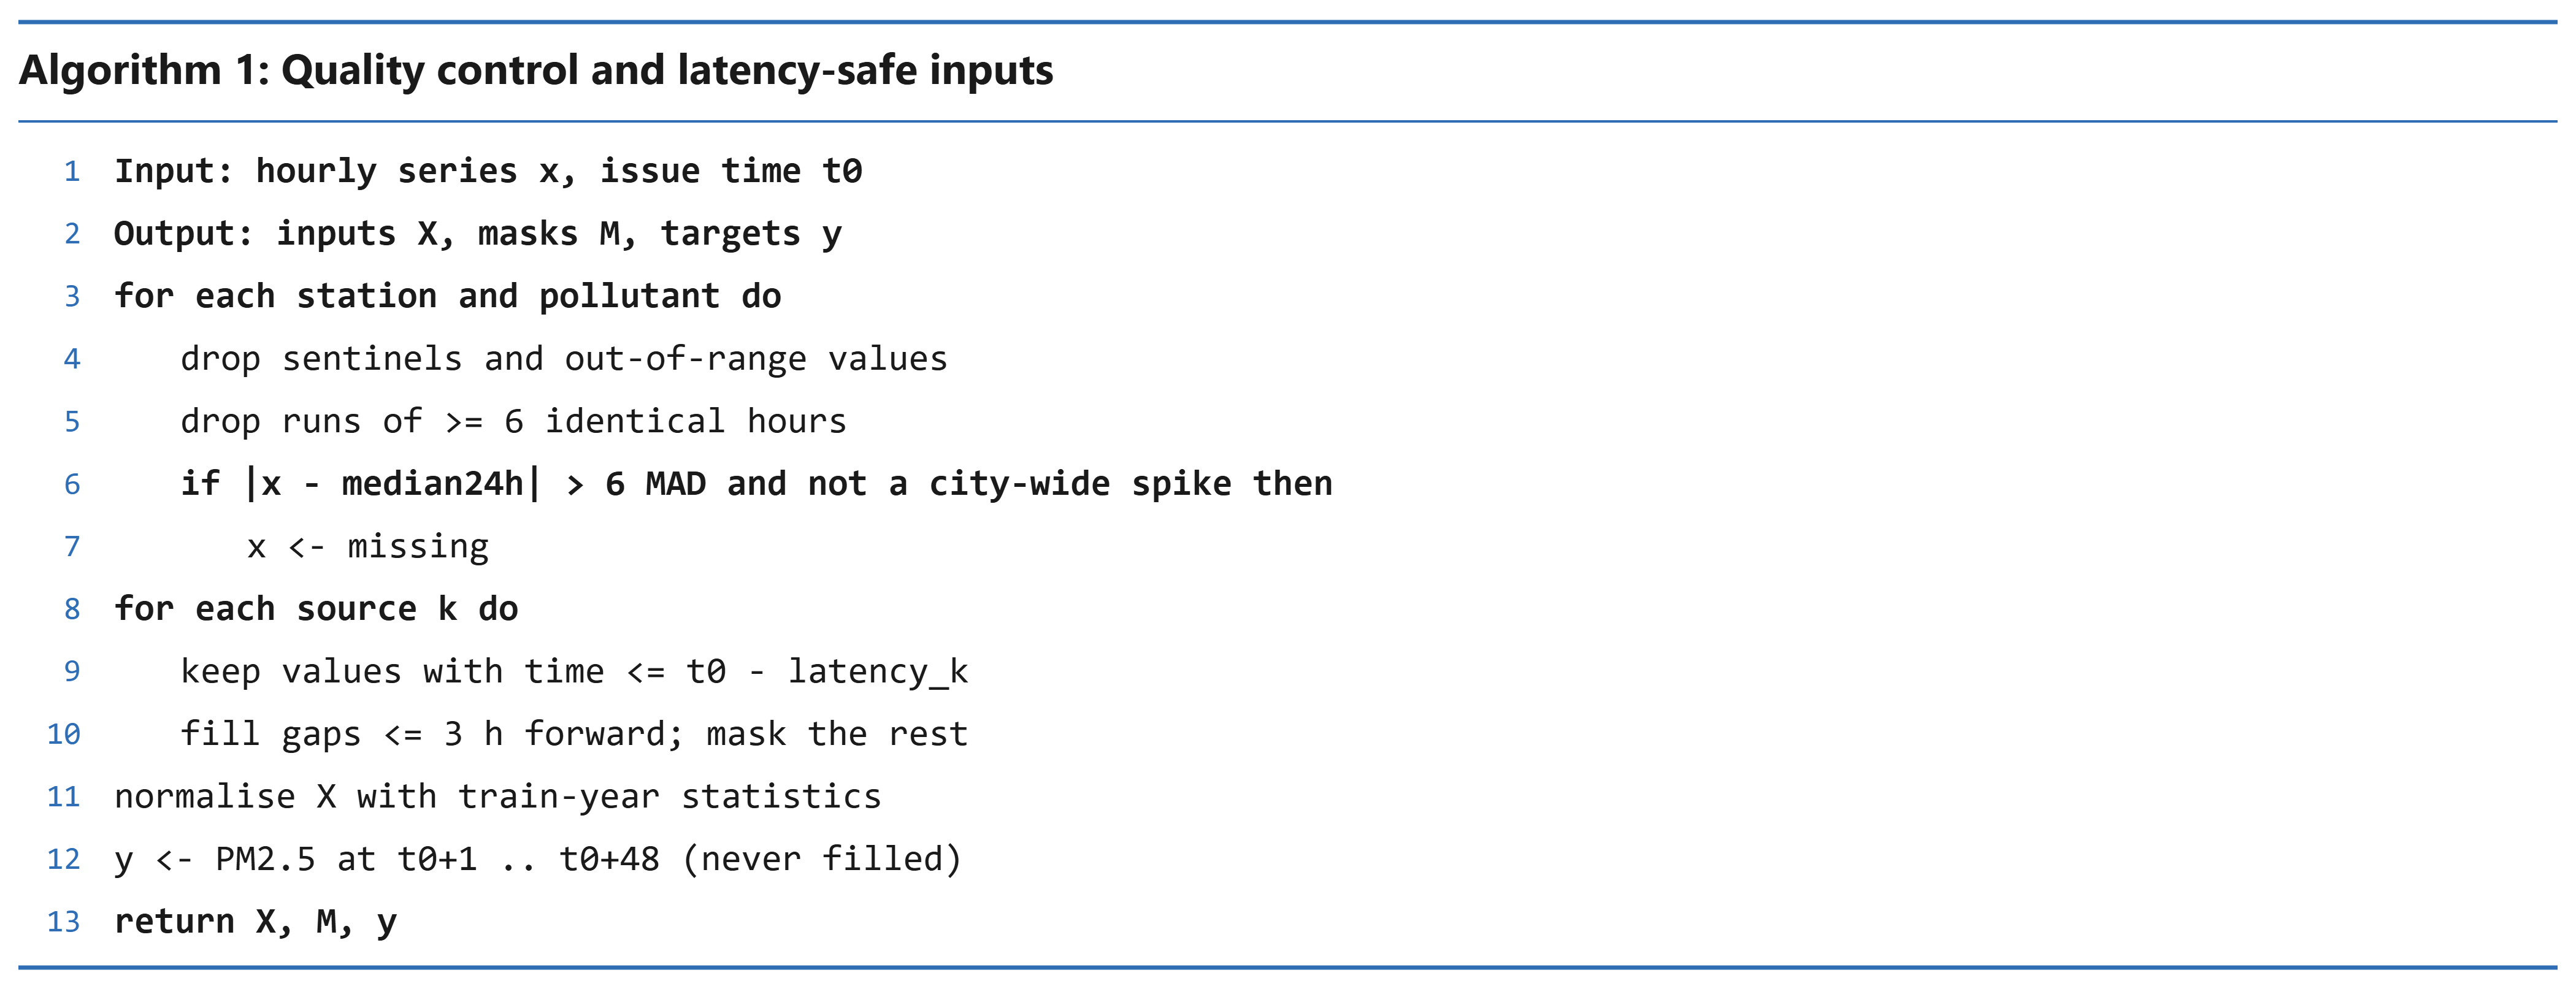 Algorithm 1: Quality control and latency-safe inputs
1 Input: hourly series x, issue time t0
2 Output: inputs X, masks M, targets y
3 for each station and pollutant do
4 drop sentinels and out-of-range values
5 drop runs of >= 6 identical hours
6 if |x - median24h| > 6 MAD and not a city-wide spike then
7 x <- missing
8 for each source k do
9 keep values with time <= t0 - latency_k
10 fill gaps <= 3 h forward; mask the rest
11 normalise X with train-year statistics
12 y <- PM2.5 at t0+1 .. t0+48 (never filled)
13 return X, M, y